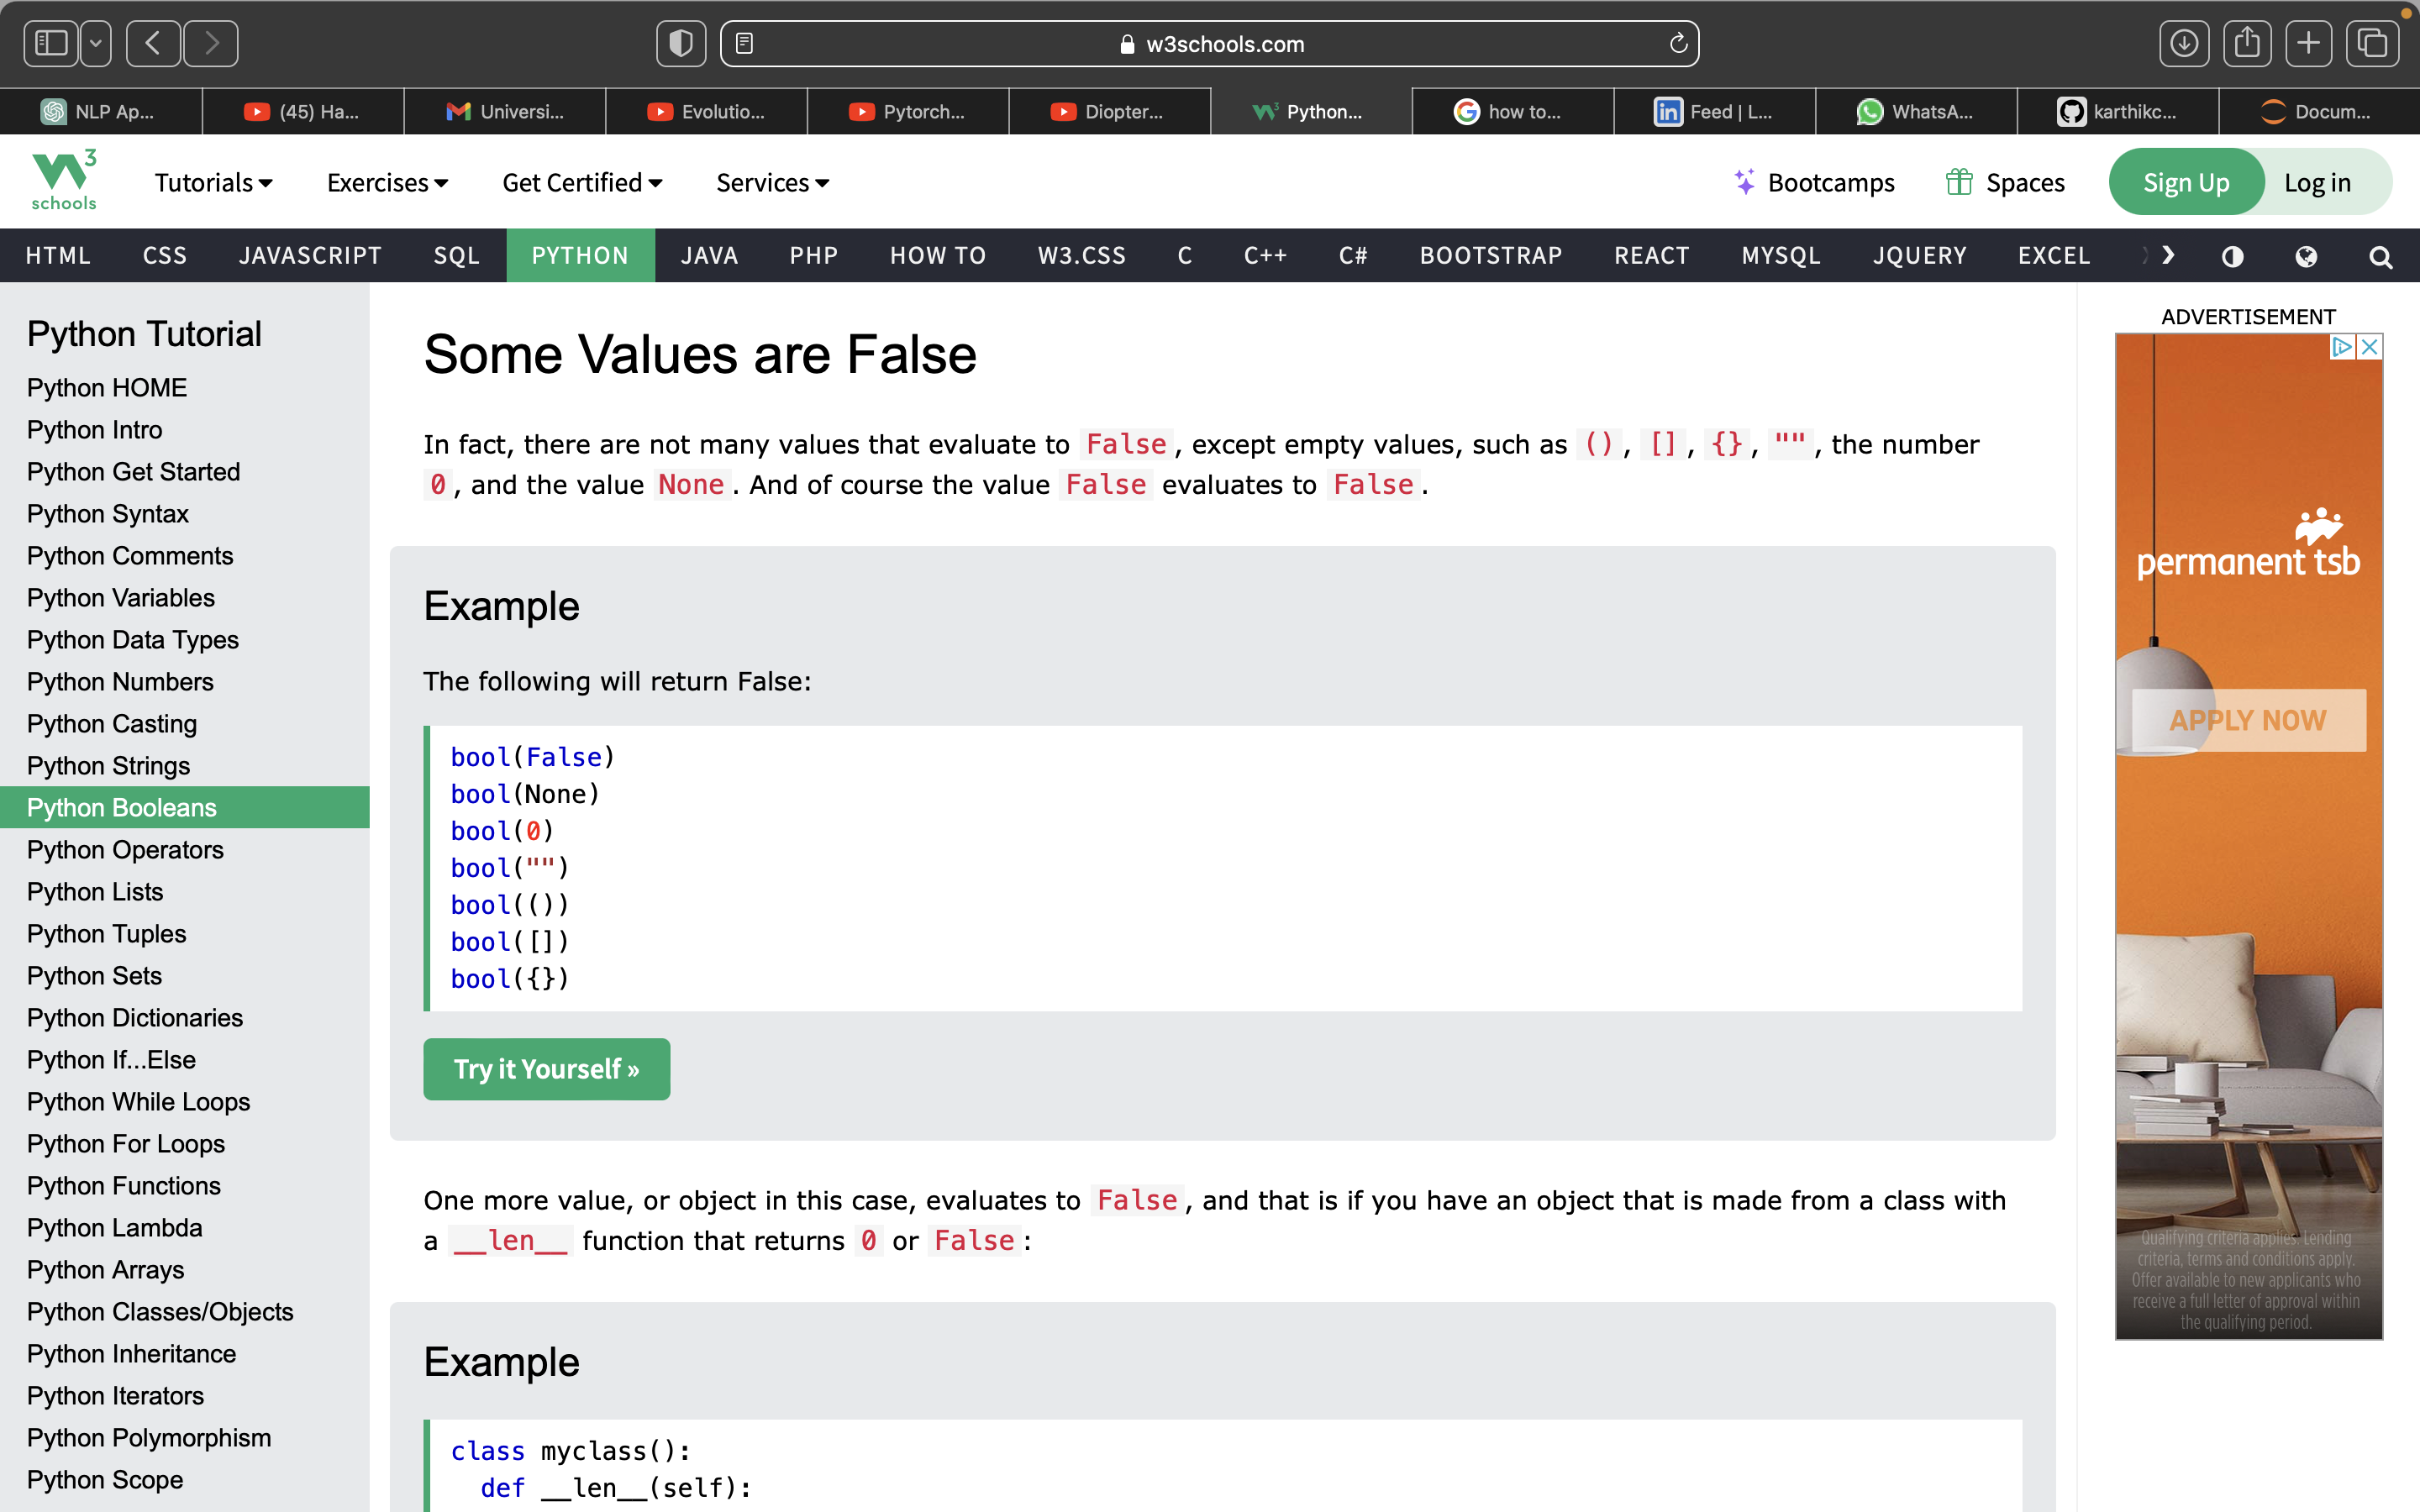 w3schools.com
NLP Ap...
(45) Ha...
Universi...
Evolutio...
Pytorch...
Diopter...
Python...
how to...
Feed | L...
WhatsA...
karthikc...
Docum...
W3 schools
Tutorials
Exercises
Get Certified
Services
Bootcamps
Spaces
Sign Up
Log in
HTML
CSS
JAVASCRIPT
SQL
PYTHON
JAVA
PHP
HOW TO
W3.CSS
C
C++
C#
BOOTSTRAP
REACT
MYSQL
JQUERY
EXCEL
Python Tutorial
Python HOME
Python Intro
Python Get Started
Python Syntax
Python Comments
Python Variables
Python Data Types
Python Numbers
Python Casting
Python Strings
Python Booleans
Python Operators
Python Lists
Python Tuples
Python Sets
Python Dictionaries
Python If...Else
Python While Loops
Python For Loops
Python Functions
Python Lambda
Python Arrays
Python Classes/Objects
Python Inheritance
Python Iterators
Python Polymorphism
Python Scope
Some Values are False
In fact, there are not many values that evaluate to False, except empty values, such as (), [], {}, "", the number
0, and the value None. And of course the value False evaluates to False.
Example
The following will return False:
bool(False)
bool(None)
bool(0)
bool("")
bool(())
bool([])
bool({})
Try it Yourself »
One more value, or object in this case, evaluates to False, and that is if you have an object that is made from a class with
a __len__ function that returns 0 or False:
Example
class myclass():
  def __len__(self):
ADVERTISEMENT
permanent tsb
APPLY NOW
Qualifying criteria applies. Lending
criteria, terms and conditions apply.
Offer available to new applicants who
receive a full letter of approval within
the qualifying period.